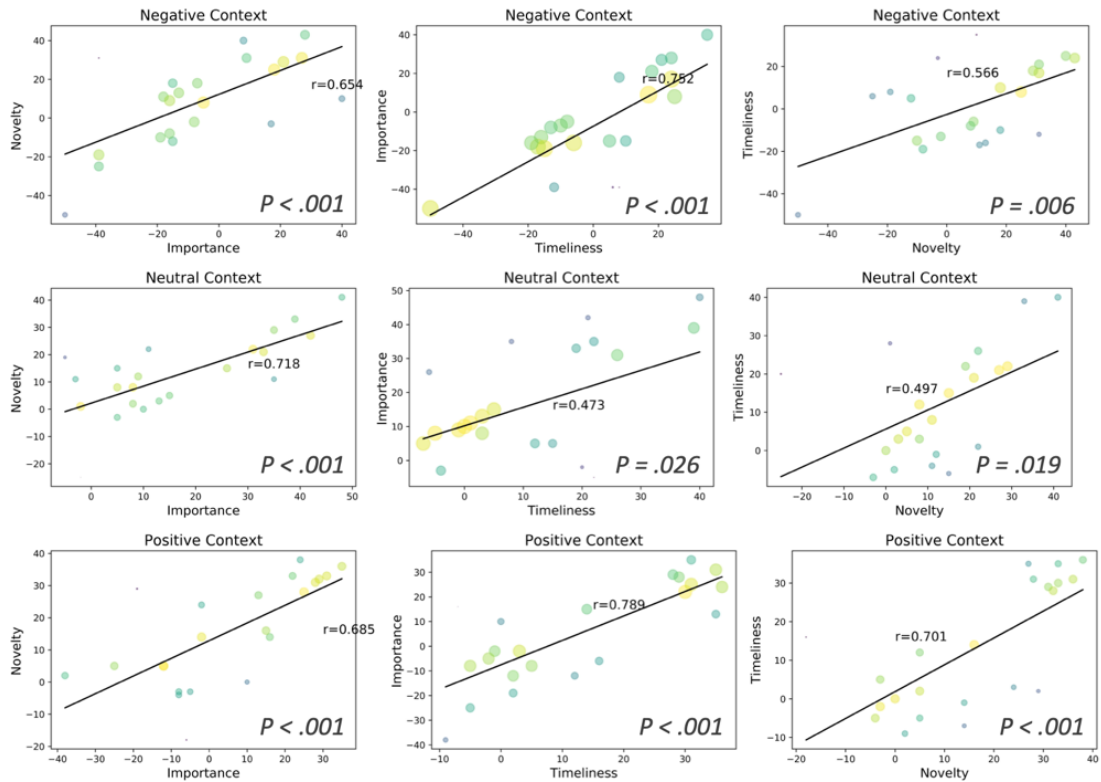 Negative Context
40
20
0
−20
−40
Novelty
r=0.654
P < .001
−40
−20
0
20
40
Importance
Negative Context
40
20
0
−20
−40
Importance
r=0.752
P < .001
−40
−20
0
20
Timeliness
Negative Context
20
0
−20
−40
Timeliness
r=0.566
P = .006
−40
−20
0
20
40
Novelty
Neutral Context
40
30
20
10
0
−10
−20
Novelty
r=0.718
P < .001
0
10
20
30
40
Importance
Neutral Context
50
40
30
20
10
0
Importance
r=0.473
P = .026
0
10
20
30
40
Timeliness
Neutral Context
40
30
20
10
0
Timeliness
r=0.497
P = .019
−20
−10
0
10
20
30
40
Novelty
Positive Context
40
30
20
10
0
−10
−20
Novelty
r=0.685
P < .001
−40
−20
0
20
Importance
Positive Context
30
20
10
0
−10
−20
−30
−40
Importance
r=0.789
P < .001
−10
0
10
20
30
Timeliness
Positive Context
30
20
10
0
−10
Timeliness
r=0.701
P < .001
−20
−10
0
10
20
30
40
Novelty